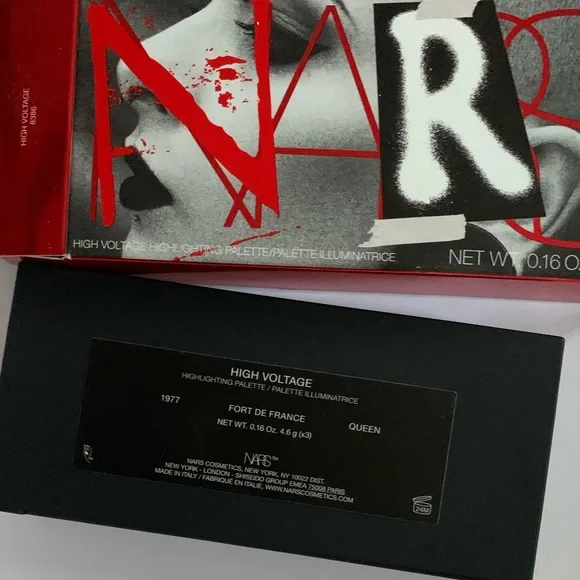 HIGH VOLTAGE
8386
NARS
R
HIGH VOLTAGE HIGHLIGHTING PALETTE/PALETTE ILLUMINATRICE
NET WT. 0.16 O
HIGH VOLTAGE
HIGHLIGHTING PALETTE / PALETTE ILLUMINATRICE
1977
FORT DE FRANCE
QUEEN
NET WT. 0.16 Oz. 4.6 g (x3)
NARS™
NARS COSMETICS, NEW YORK, NY 10022 DIST.
NEW YORK - LONDON - SHISEIDO GROUP EMEA 75008 PARIS
MADE IN ITALY / FABRIQUÉ EN ITALIE, WWW.NARSCOSMETICS.COM
24M